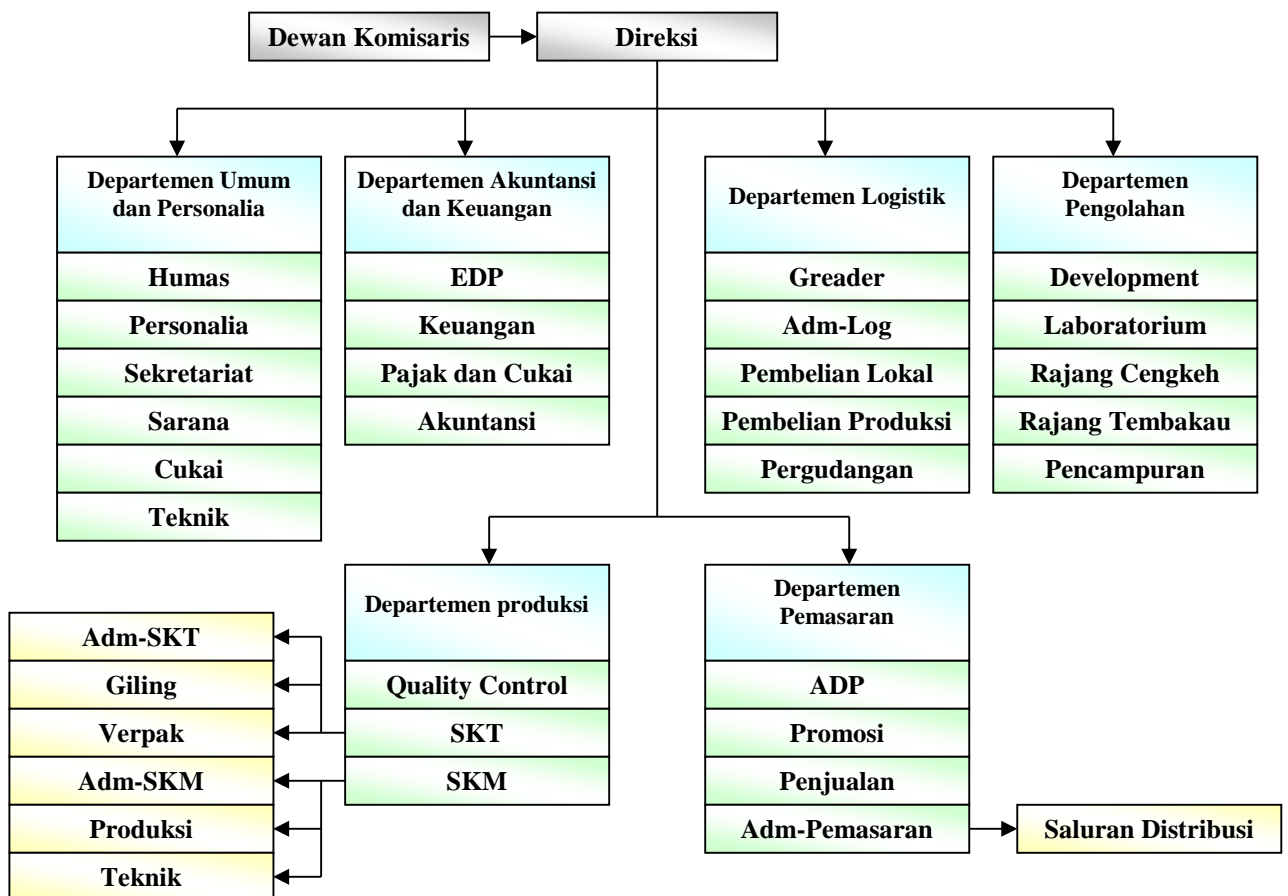 Dewan Komisaris
Direksi
Departemen Umum
dan Personalia
Humas
Personalia
Sekretariat
Sarana
Cukai
Teknik
Departemen Akuntansi
dan Keuangan
EDP
Keuangan
Pajak dan Cukai
Akuntansi
Departemen Logistik
Greader
Adm-Log
Pembelian Lokal
Pembelian Produksi
Pergudangan
Departemen
Pengolahan
Development
Laboratorium
Rajang Cengkeh
Rajang Tembakau
Pencampuran
Departemen produksi
Quality Control
SKT
SKM
Adm-SKT
Giling
Verpak
Adm-SKM
Produksi
Teknik
Departemen
Pemasaran
ADP
Promosi
Penjualan
Adm-Pemasaran
Saluran Distribusi